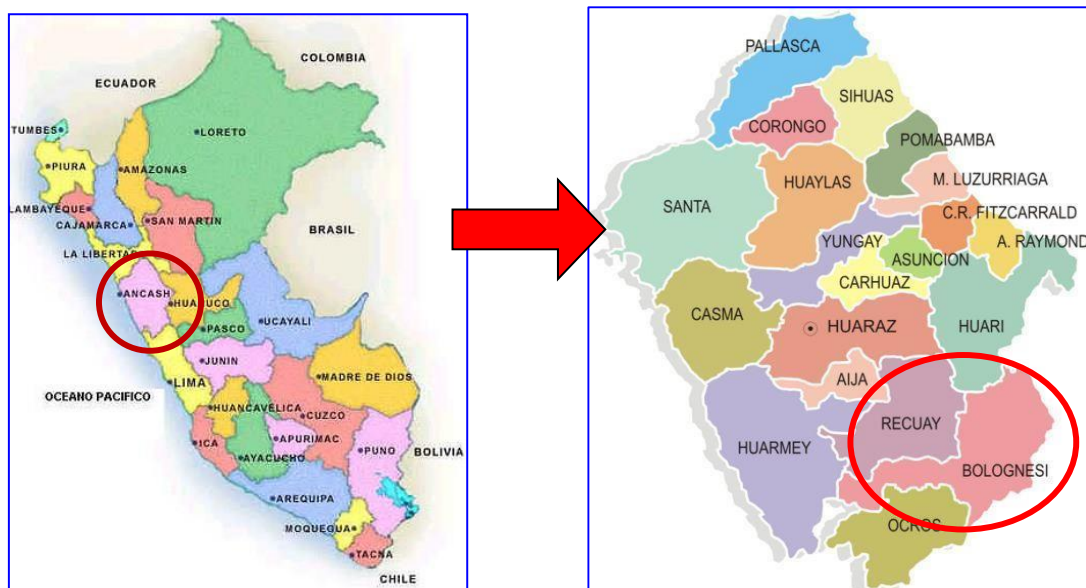 COLOMBIA
ECUADOR
TUMBES
LORETO
PIURA
AMAZONAS
LAMBAYEQUE
SAN MARTIN
CAJAMARCA
BRASIL
LA LIBERTAD
ANCASH
HUANUCO
UCAYALI
PASCO
JUNIN
LIMA
MADRE DE DIOS
OCEANO PACIFICO
HUANCAVELICA
CUZCO
ICA
APURIMAC
PUNO
AYACUCHO
BOLIVIA
AREQUIPA
MOQUEGUA
TACNA
CHILE
PALLASCA
SIHUAS
CORONGO
POMABAMBA
HUAYLAS
M. LUZURRIAGA
SANTA
C.R. FITZCARRALD
YUNGAY
A. RAYMOND
ASUNCION
CARHUAZ
CASMA
HUARAZ
HUARI
AIJA
RECUAY
HUARMEY
BOLOGNESI
OCROS